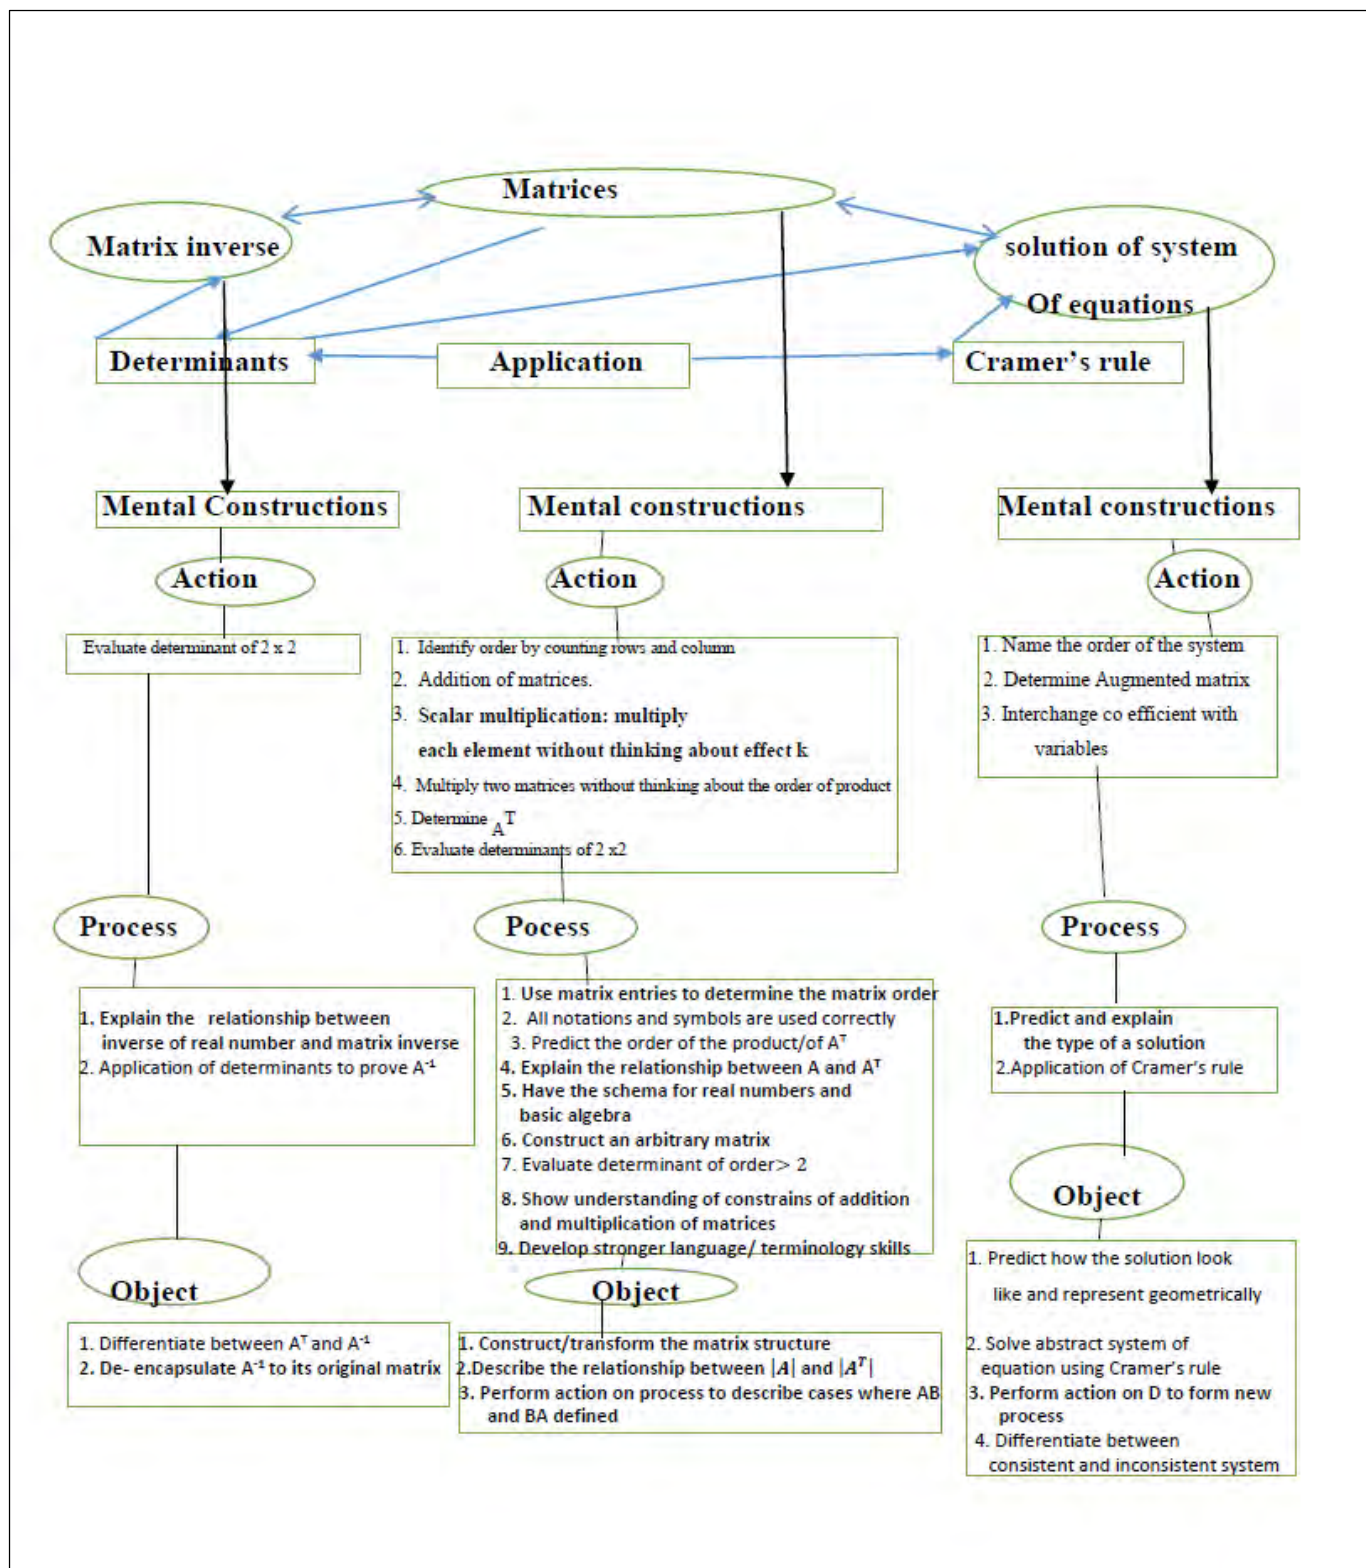 Matrices
Matrix inverse
solution of system
Of equations
Determinants
Application
Cramer's rule
Mental Constructions
Action
Evaluate determinant of 2 x 2
Process
1. Explain the relationship between
inverse of real number and matrix inverse
2. Application of determinants to prove A⁻¹
Object
1. Differentiate between Aᵀ and A⁻¹
2. De- encapsulate A⁻¹ to its original matrix
Mental constructions
Action
1. Identify order by counting rows and column
2. Addition of matrices.
3. Scalar multiplication: multiply
each element without thinking about effect k
4. Multiply two matrices without thinking about the order of product
5. Determine Aᵀ
6. Evaluate determinants of 2 x2
Pocess
1. Use matrix entries to determine the matrix order
2. All notations and symbols are used correctly
3. Predict the order of the product/of Aᵀ
4. Explain the relationship between A and Aᵀ
5. Have the schema for real numbers and
basic algebra
6. Construct an arbitrary matrix
7. Evaluate determinant of order> 2
8. Show understanding of constrains of addition
and multiplication of matrices
9. Develop stronger language/ terminology skills
Object
1. Construct/transform the matrix structure
2.Describe the relationship between |A| and |Aᵀ|
3. Perform action on process to describe cases where AB
and BA defined
Mental constructions
Action
1. Name the order of the system
2. Determine Augmented matrix
3. Interchange co efficient with
variables
Process
1.Predict and explain
the type of a solution
2.Application of Cramer's rule
Object
1. Predict how the solution look
like and represent geometrically
2. Solve abstract system of
equation using Cramer's rule
3. Perform action on D to form new
process
4. Differentiate between
consistent and inconsistent system